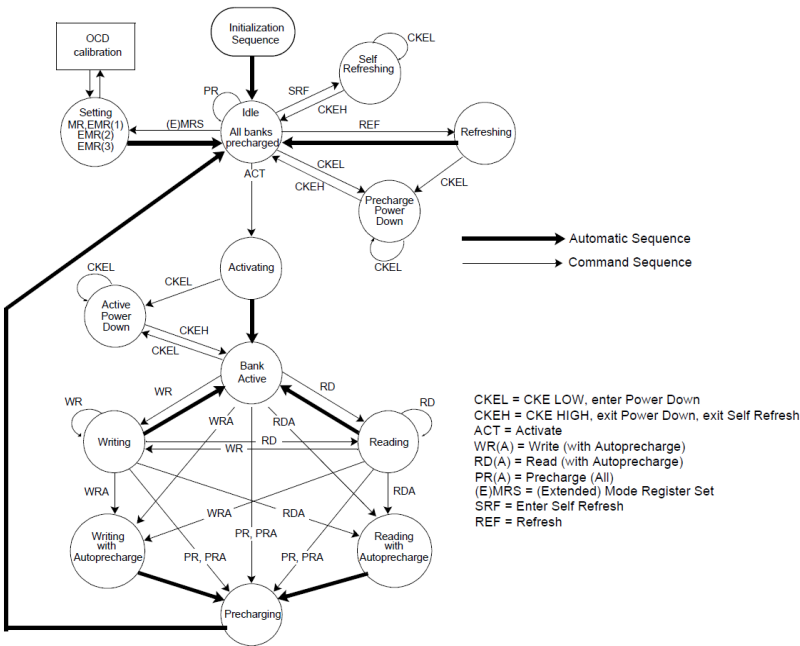 Initialization
Sequence
OCD
calibration
CKEL
Self
Refreshing
PR
SRF
CKEH
Idle
All banks
precharged
Setting
MR,EMR(1)
EMR(2)
EMR(3)
(E)MRS
REF
Refreshing
CKEL
CKEH
CKEL
ACT
Precharge
Power
Down
CKEL
Automatic Sequence
Command Sequence
Activating
CKEL
CKEL
Active
Power
Down
CKEH
CKEL
Bank
Active
WR
RD
WR
WRA
RDA
RD
Writing
RD
WR
Reading
WRA
WRA
RDA
RDA
Writing
with
Autoprecharge
PR, PRA
PR, PRA
PR, PRA
Reading
with
Autoprecharge
Precharging
CKEL = CKE LOW, enter Power Down
CKEH = CKE HIGH, exit Power Down, exit Self Refresh
ACT = Activate
WR(A) = Write (with Autoprecharge)
RD(A) = Read (with Autoprecharge)
PR(A) = Precharge (All)
(E)MRS = (Extended) Mode Register Set
SRF = Enter Self Refresh
REF = Refresh